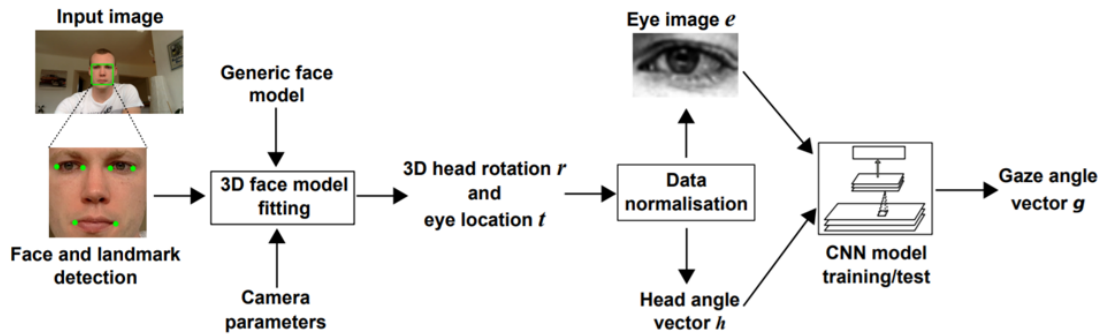 Input image
Face and landmark
detection
Generic face
model
3D face model
fitting
Camera
parameters
3D head rotation r
and
eye location t
Eye image e
Data
normalisation
Head angle
vector h
CNN model
training/test
Gaze angle
vector g